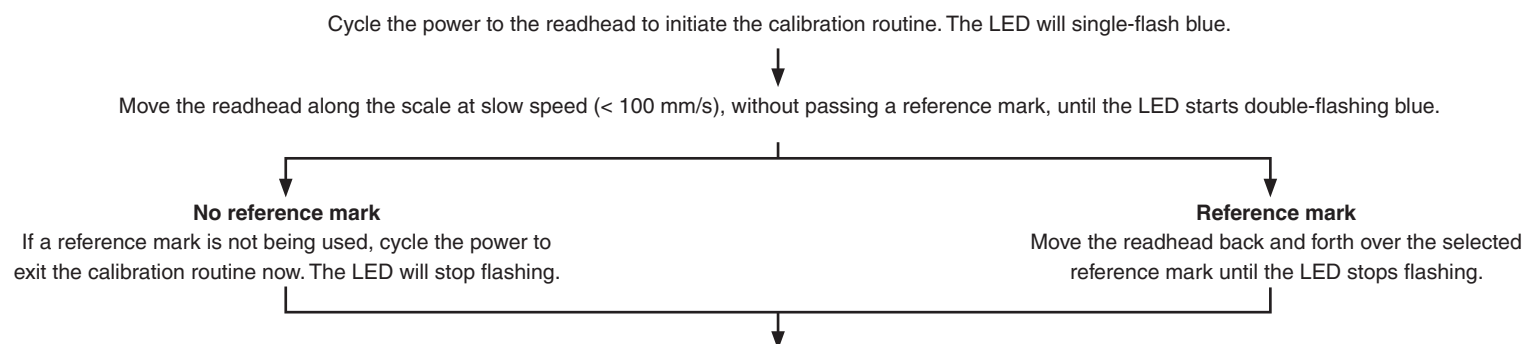 Cycle the power to the readhead to initiate the calibration routine. The LED will single-flash blue.
Move the readhead along the scale at slow speed (< 100 mm/s), without passing a reference mark, until the LED starts double-flashing blue.
No reference mark
If a reference mark is not being used, cycle the power to
exit the calibration routine now. The LED will stop flashing.
Reference mark
Move the readhead back and forth over the selected
reference mark until the LED stops flashing.